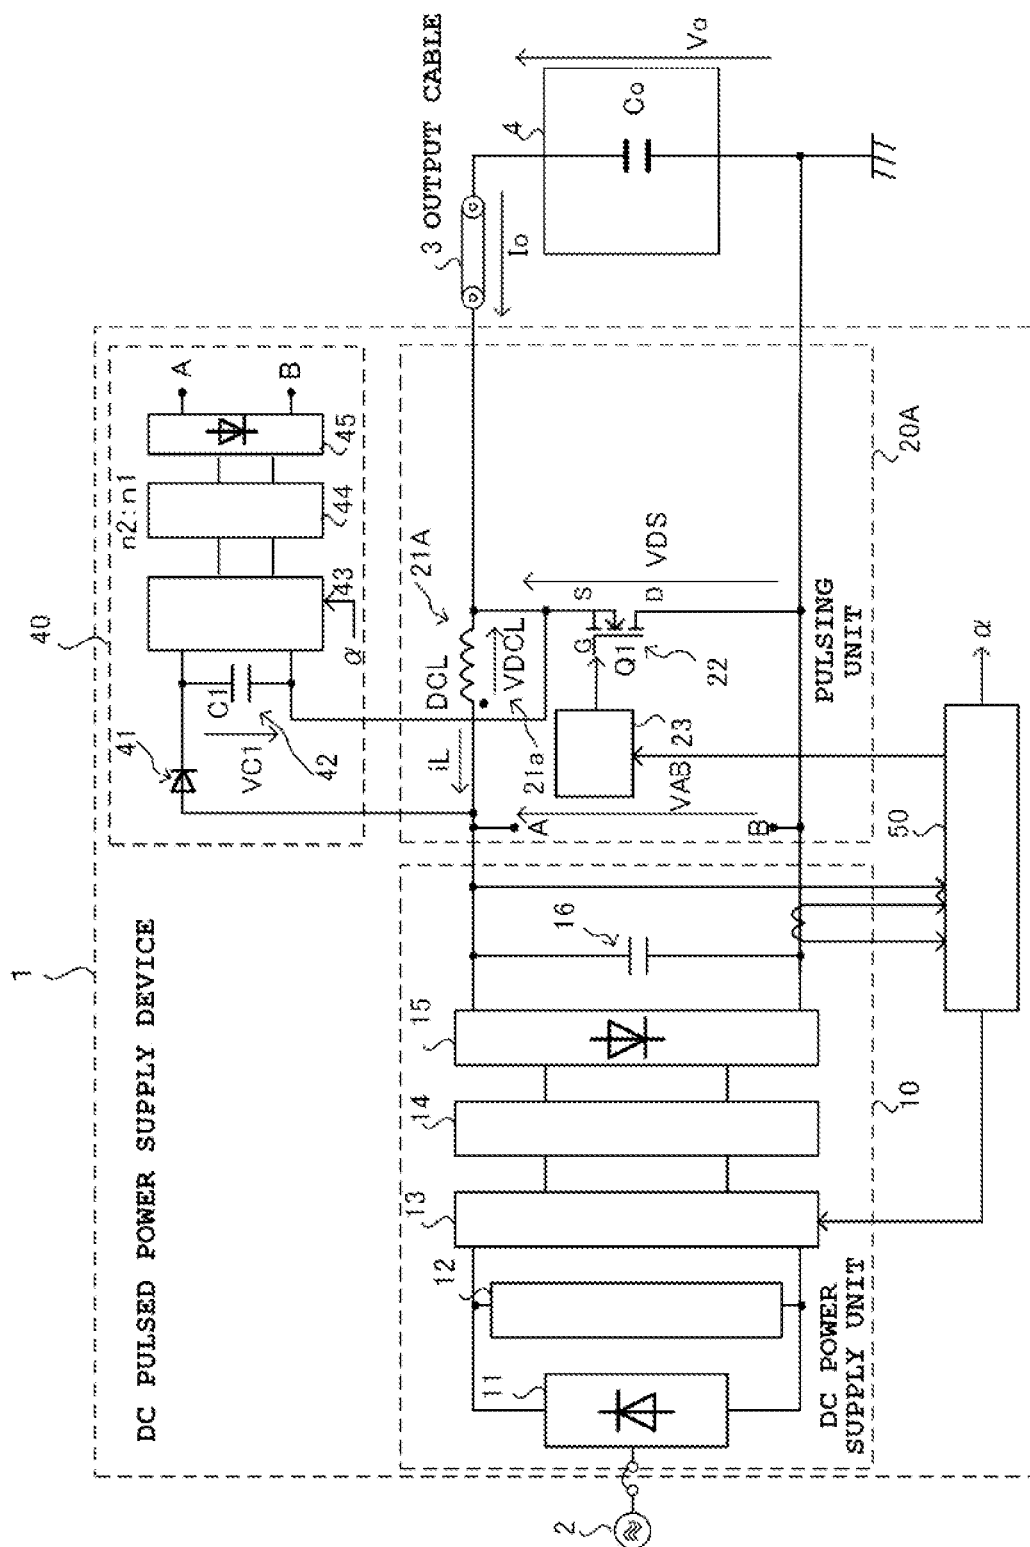 1
DC PULSED POWER SUPPLY DEVICE
40
41
VC1
C1
42
43
α
n2:n1
44
45
A
B
2
11
12
13
14
15
16
10
DC POWER
SUPPLY UNIT
iL
DCL
VDCL
21A
21a
A
B
VAB
23
G
S
D
Q1
22
VDS
20A
PULSING
UNIT
50
α
3 OUTPUT CABLE
Io
4
Co
Vo